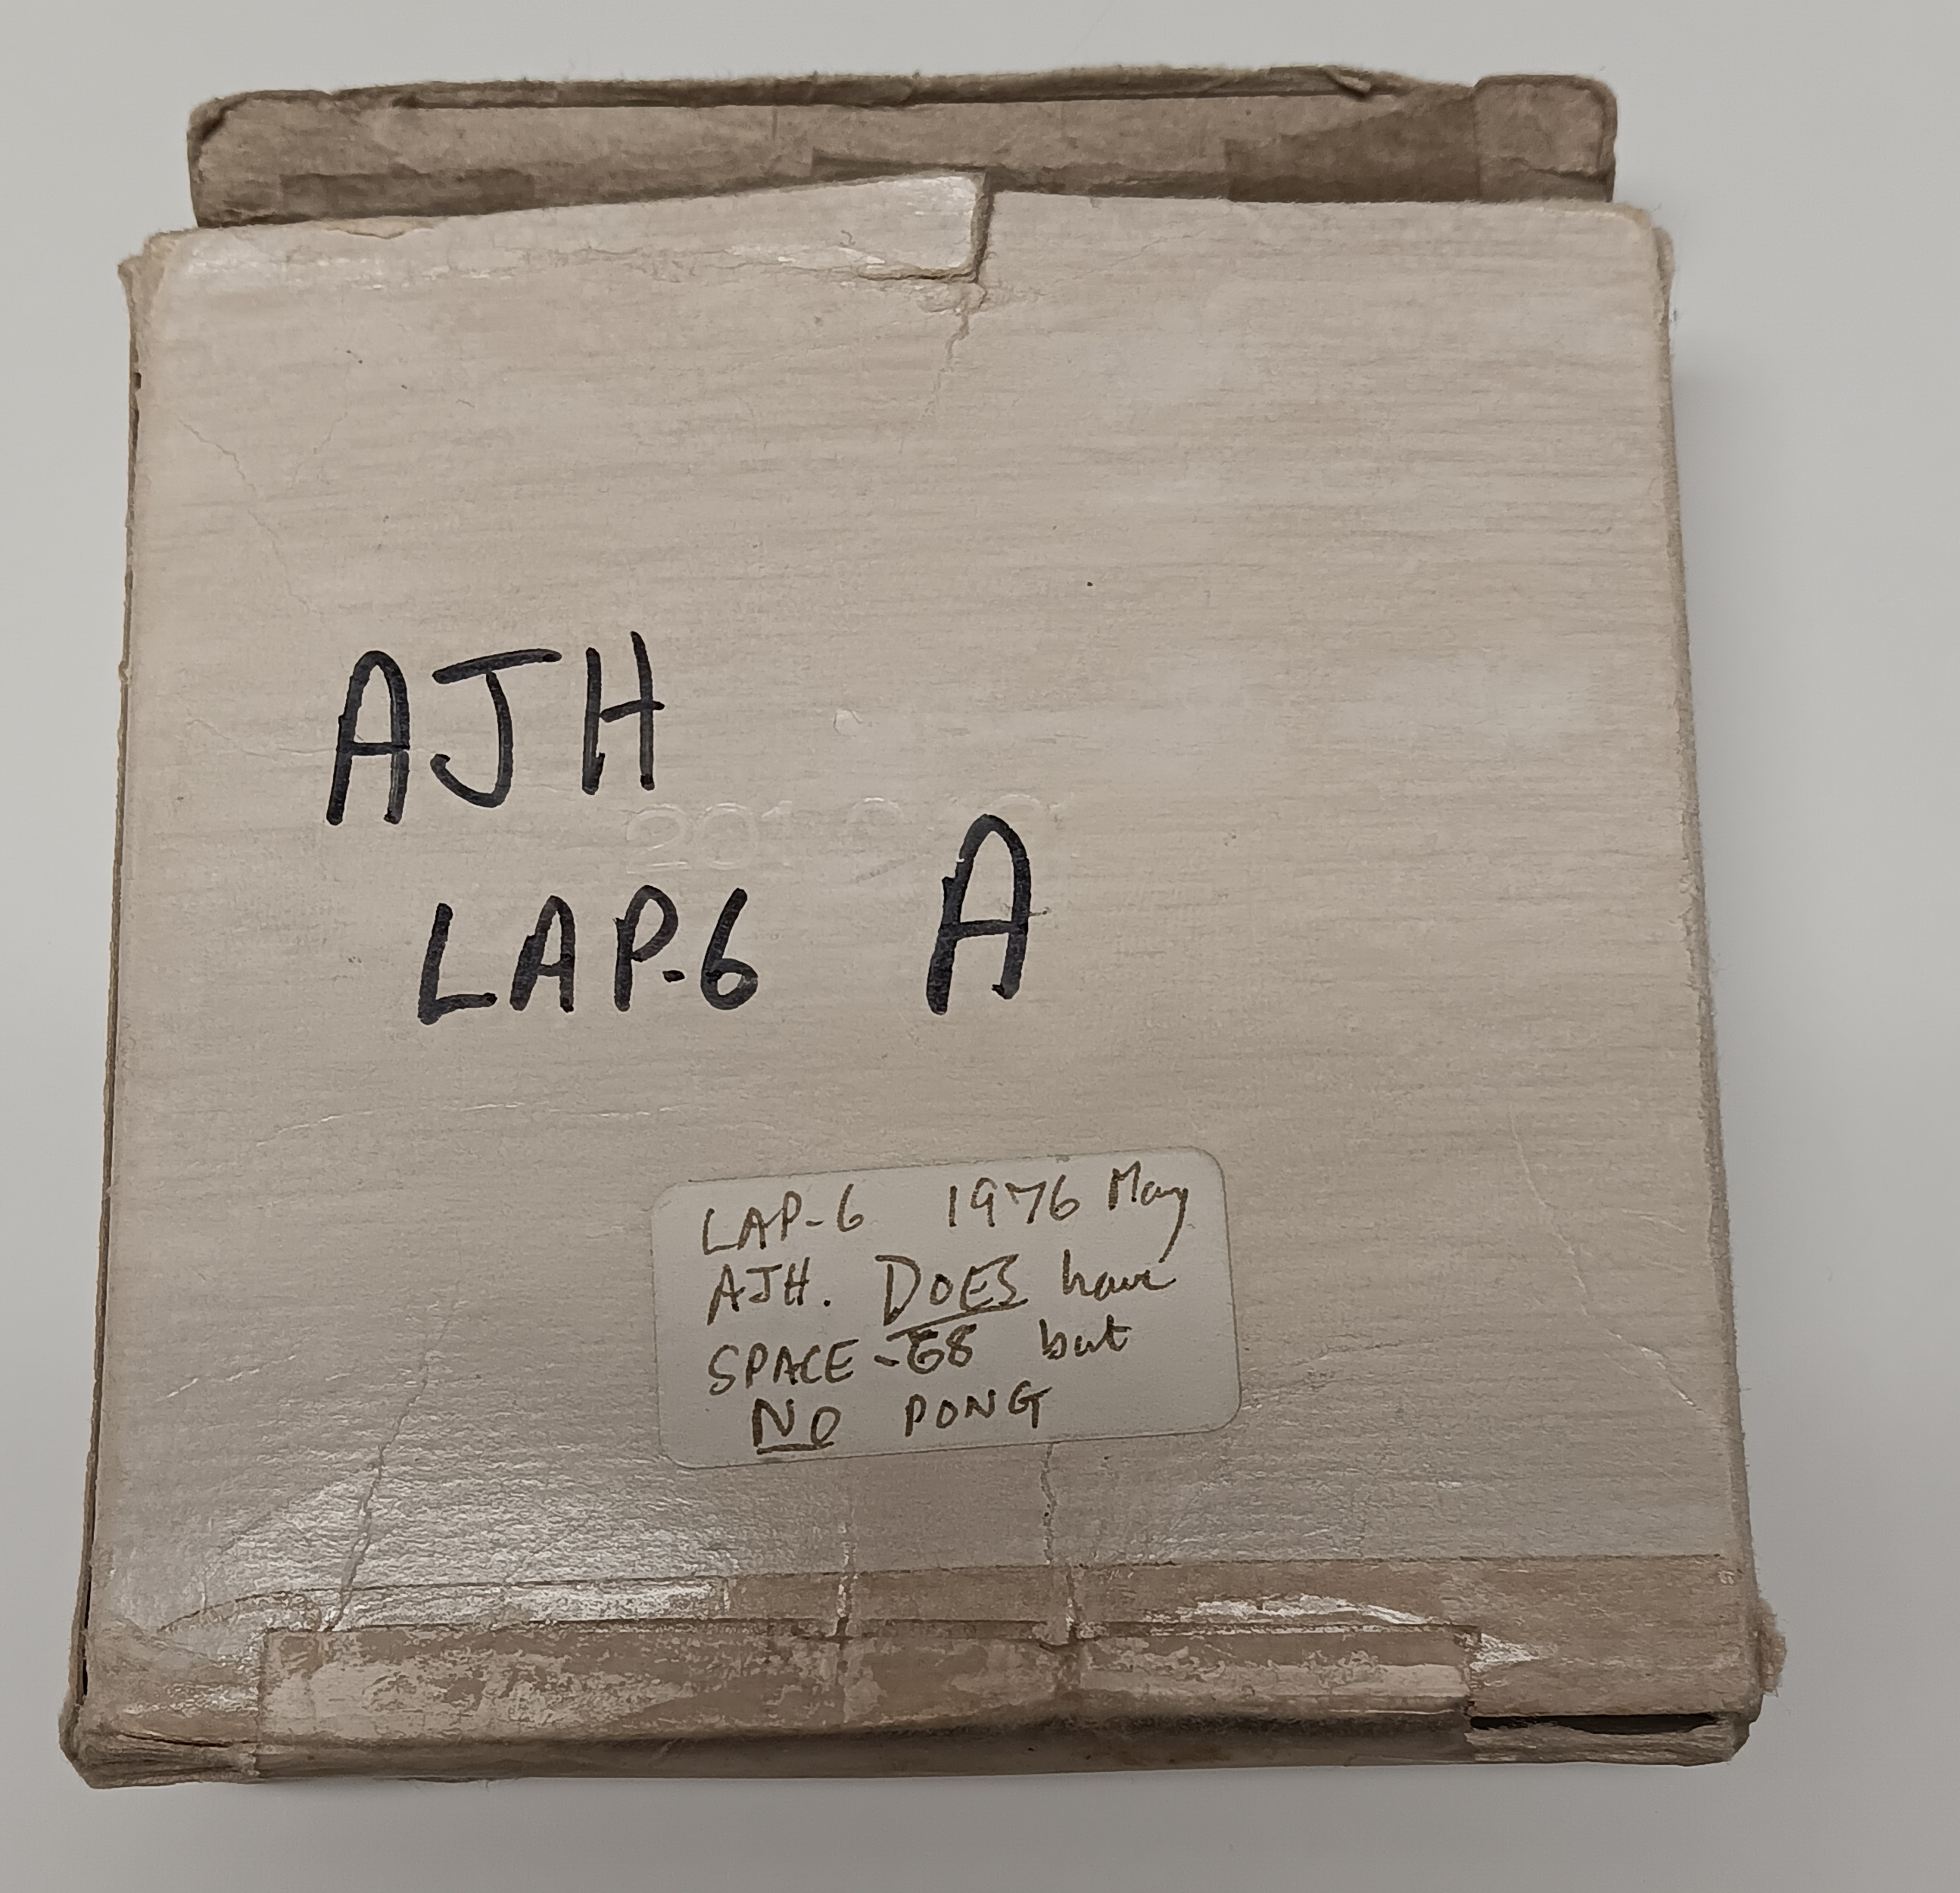 AJH
LAP-6 A
LAP-6 1976 May
AJH. DOES have
SPACE-68 but
NO PONG